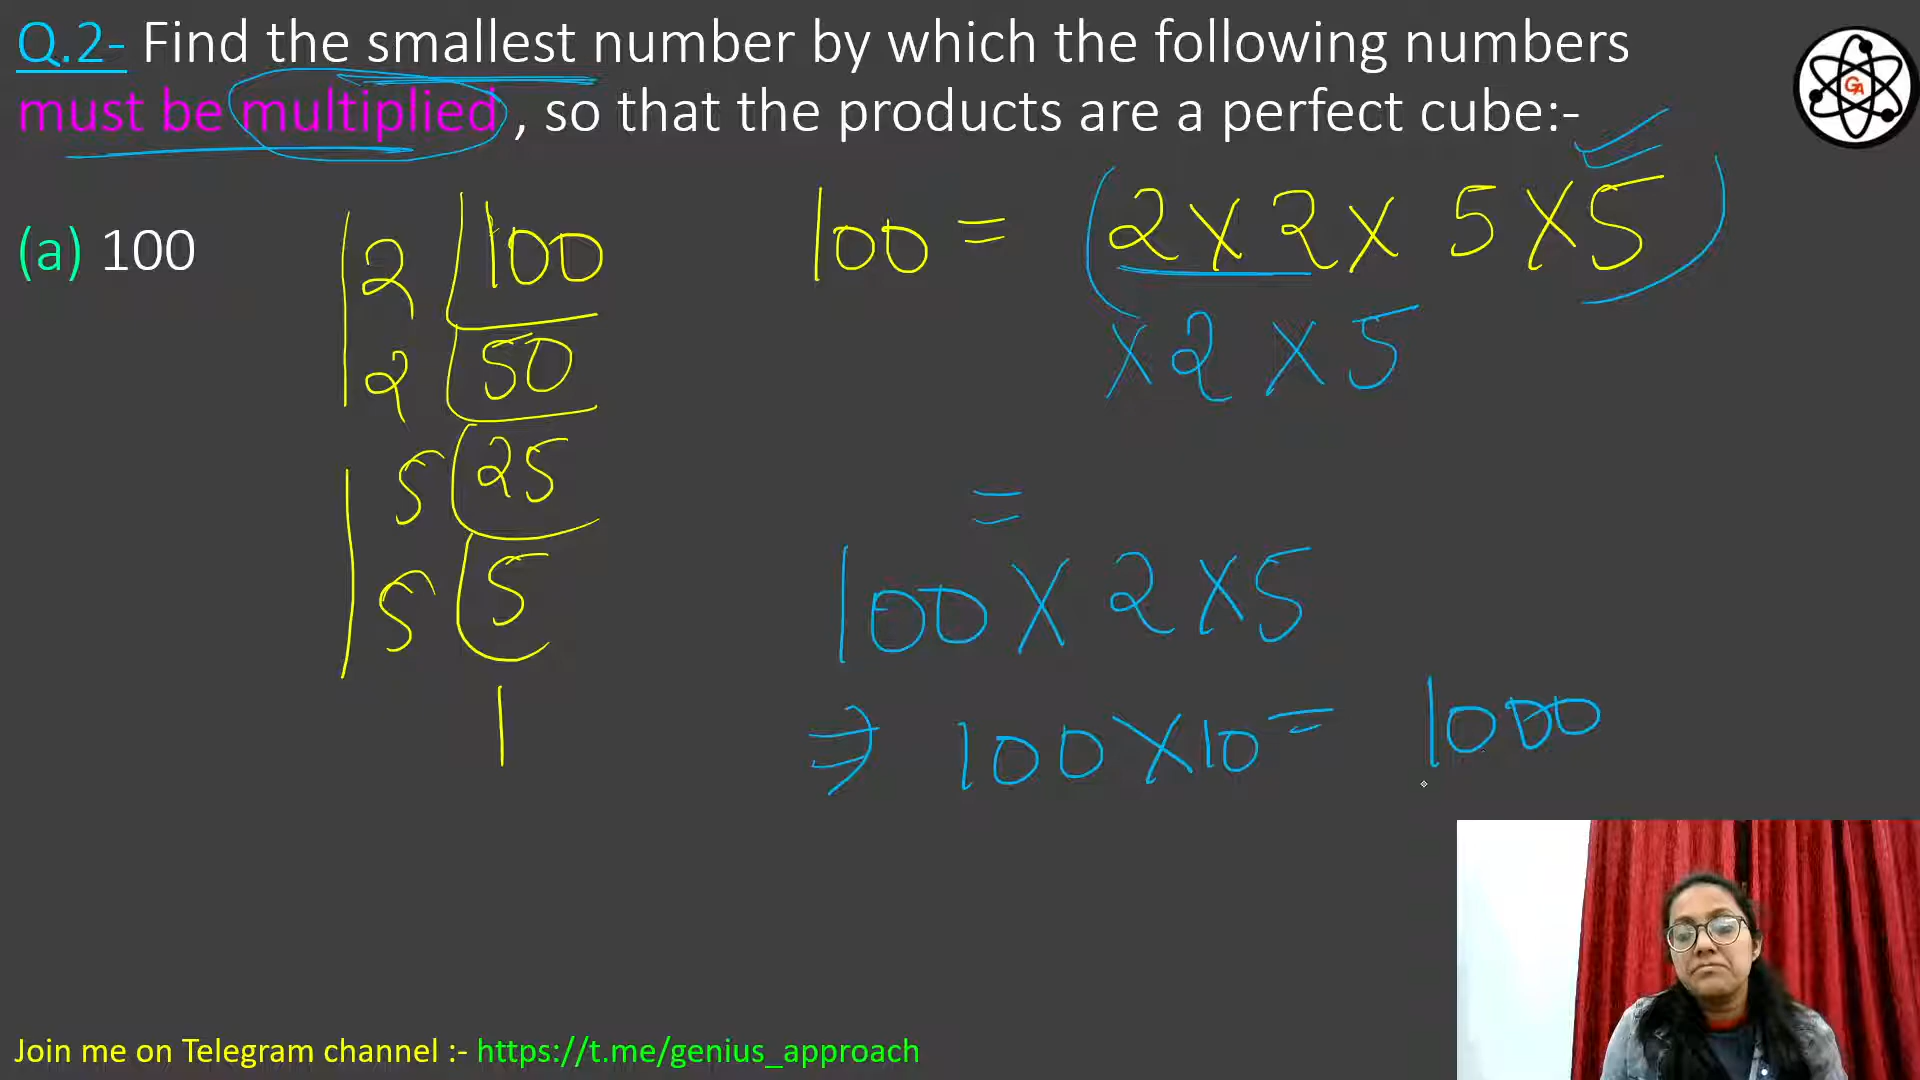 Q.2- Find the smallest number by which the following numbers
must be multiplied, so that the products are a perfect cube:-
(a) 100
2 100
2 50
5 25
5 5
1
100 = (2 x 2 x 5 x 5)
x 2 x 5
=
100 x 2 x 5
⇒ 100 x 10 = 1000
GA
Join me on Telegram channel :- https://t.me/genius_approach